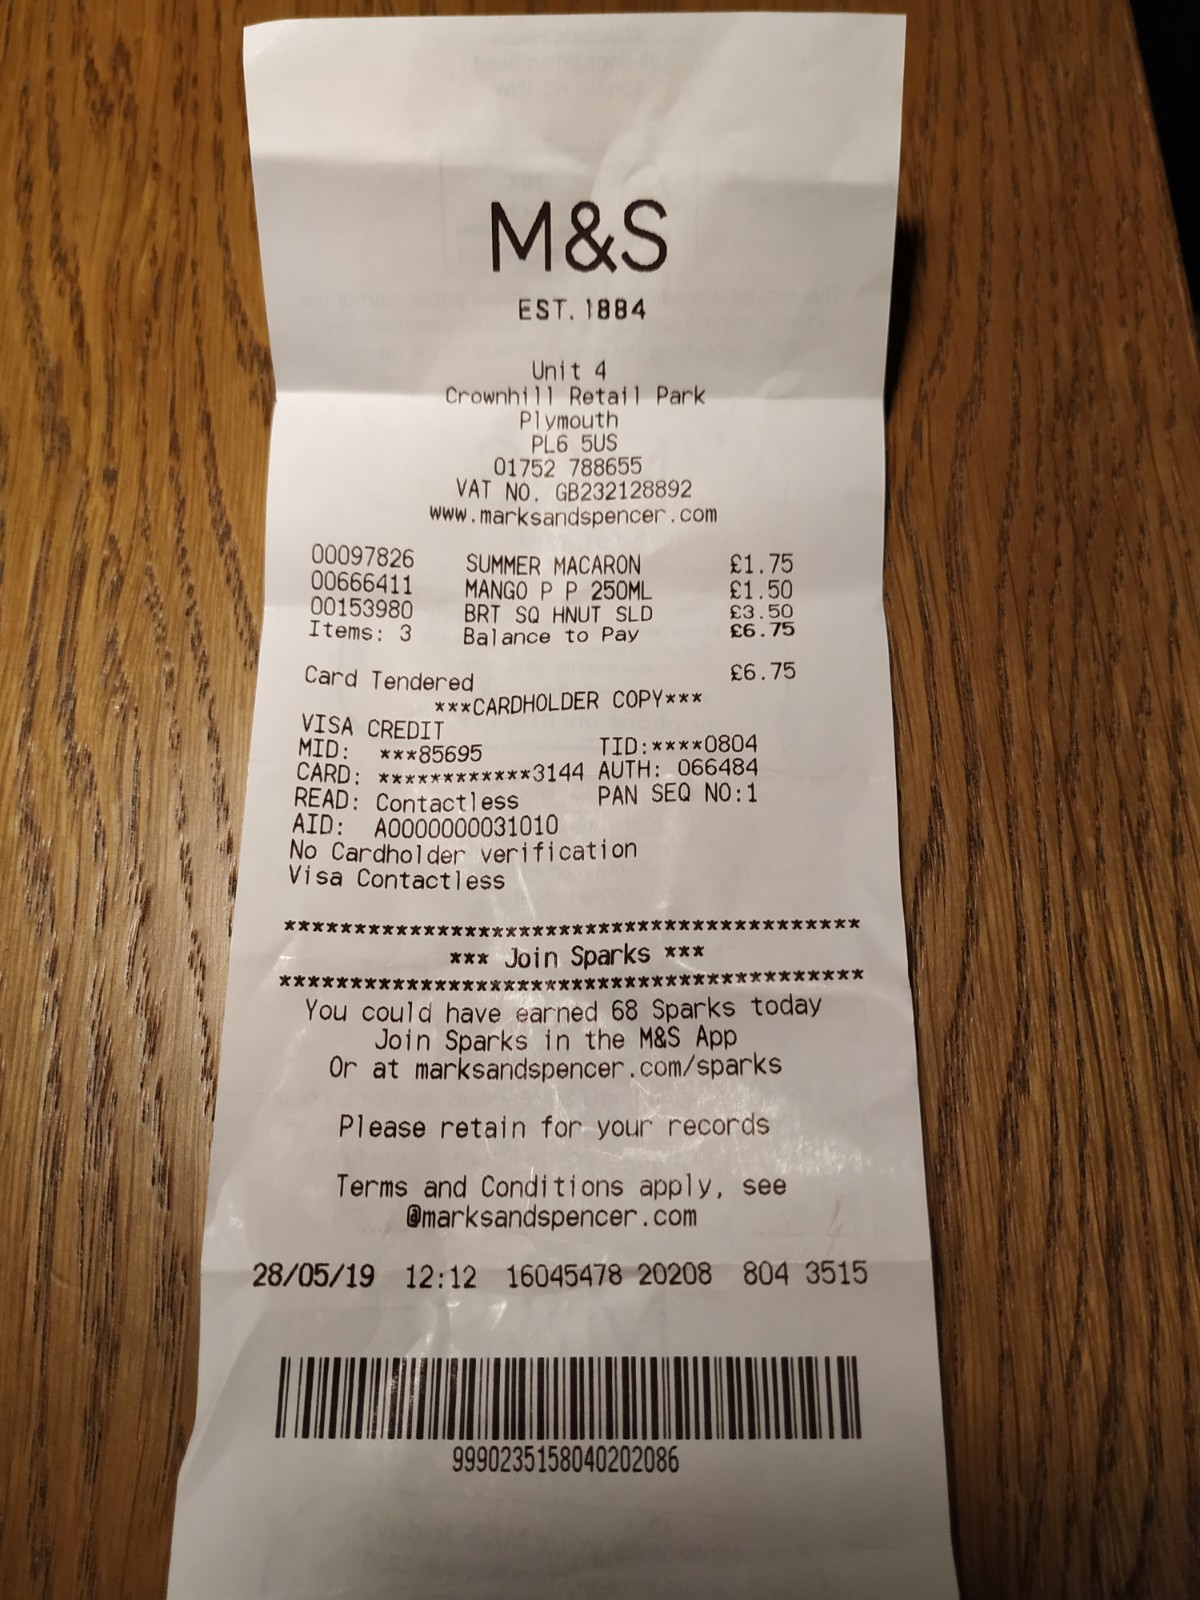 M&S
EST. 1884
Unit 4
Crownhill Retail Park
Plymouth
PL6 5US
01752 788655
VAT NO. GB232128892
www.marksandspencer.com
00097826 SUMMER MACARON £1.75
00666411 MANGO P P 250ML £1.50
00153980 BRT SQ HNUT SLD £3.50
Items: 3 Balance to Pay £6.75
Card Tendered £6.75
***CARDHOLDER COPY***
VISA CREDIT
MID: ***85695 TID:****0804
CARD: ************3144 AUTH: 066484
READ: Contactless PAN SEQ NO:1
AID: A0000000031010
No Cardholder verification
Visa Contactless
******************************************
*** Join Sparks ***
******************************************
You could have earned 68 Sparks today
Join Sparks in the M&S App
Or at marksandspencer.com/sparks
Please retain for your records
Terms and Conditions apply, see
@marksandspencer.com
28/05/19 12:12 16045478 20208 804 3515
9990235158040202086